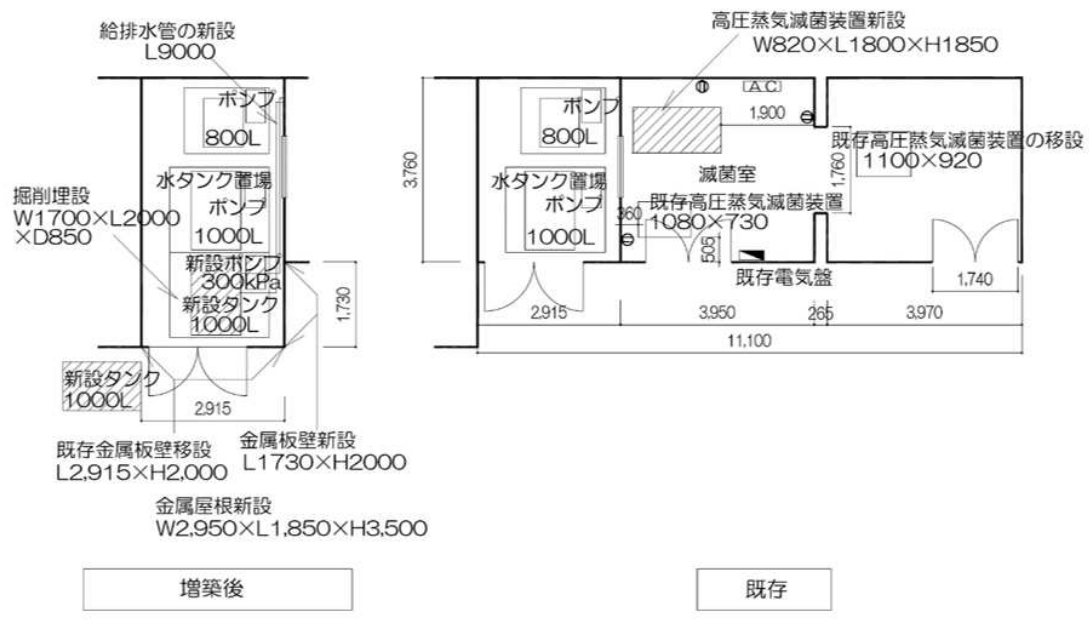 給排水管の新設
L9000
ポンプ
800L
水タンク置場
ポンプ
1000L
掘削埋設
W1700×L2000
×D850
新設ポンプ
300kPa
新設タンク
1000L
1,730
新設タンク
1000L
2,915
既存金属板壁移設
L2,915×H2,000
金属板壁新設
L1730×H2000
金属屋根新設
W2,950×L1,850×H3,500
増築後
高圧蒸気滅菌装置新設
W820×L1800×H1850
3,760
ポンプ
800L
水タンク置場
ポンプ
1000L
A.C
1,900
滅菌室
既存高圧蒸気滅菌装置
1080×730
360
505
既存電気盤
1,760
既存高圧蒸気滅菌装置の移設
1100×920
1,740
2,915
3,950
265
3,970
11,100
既存